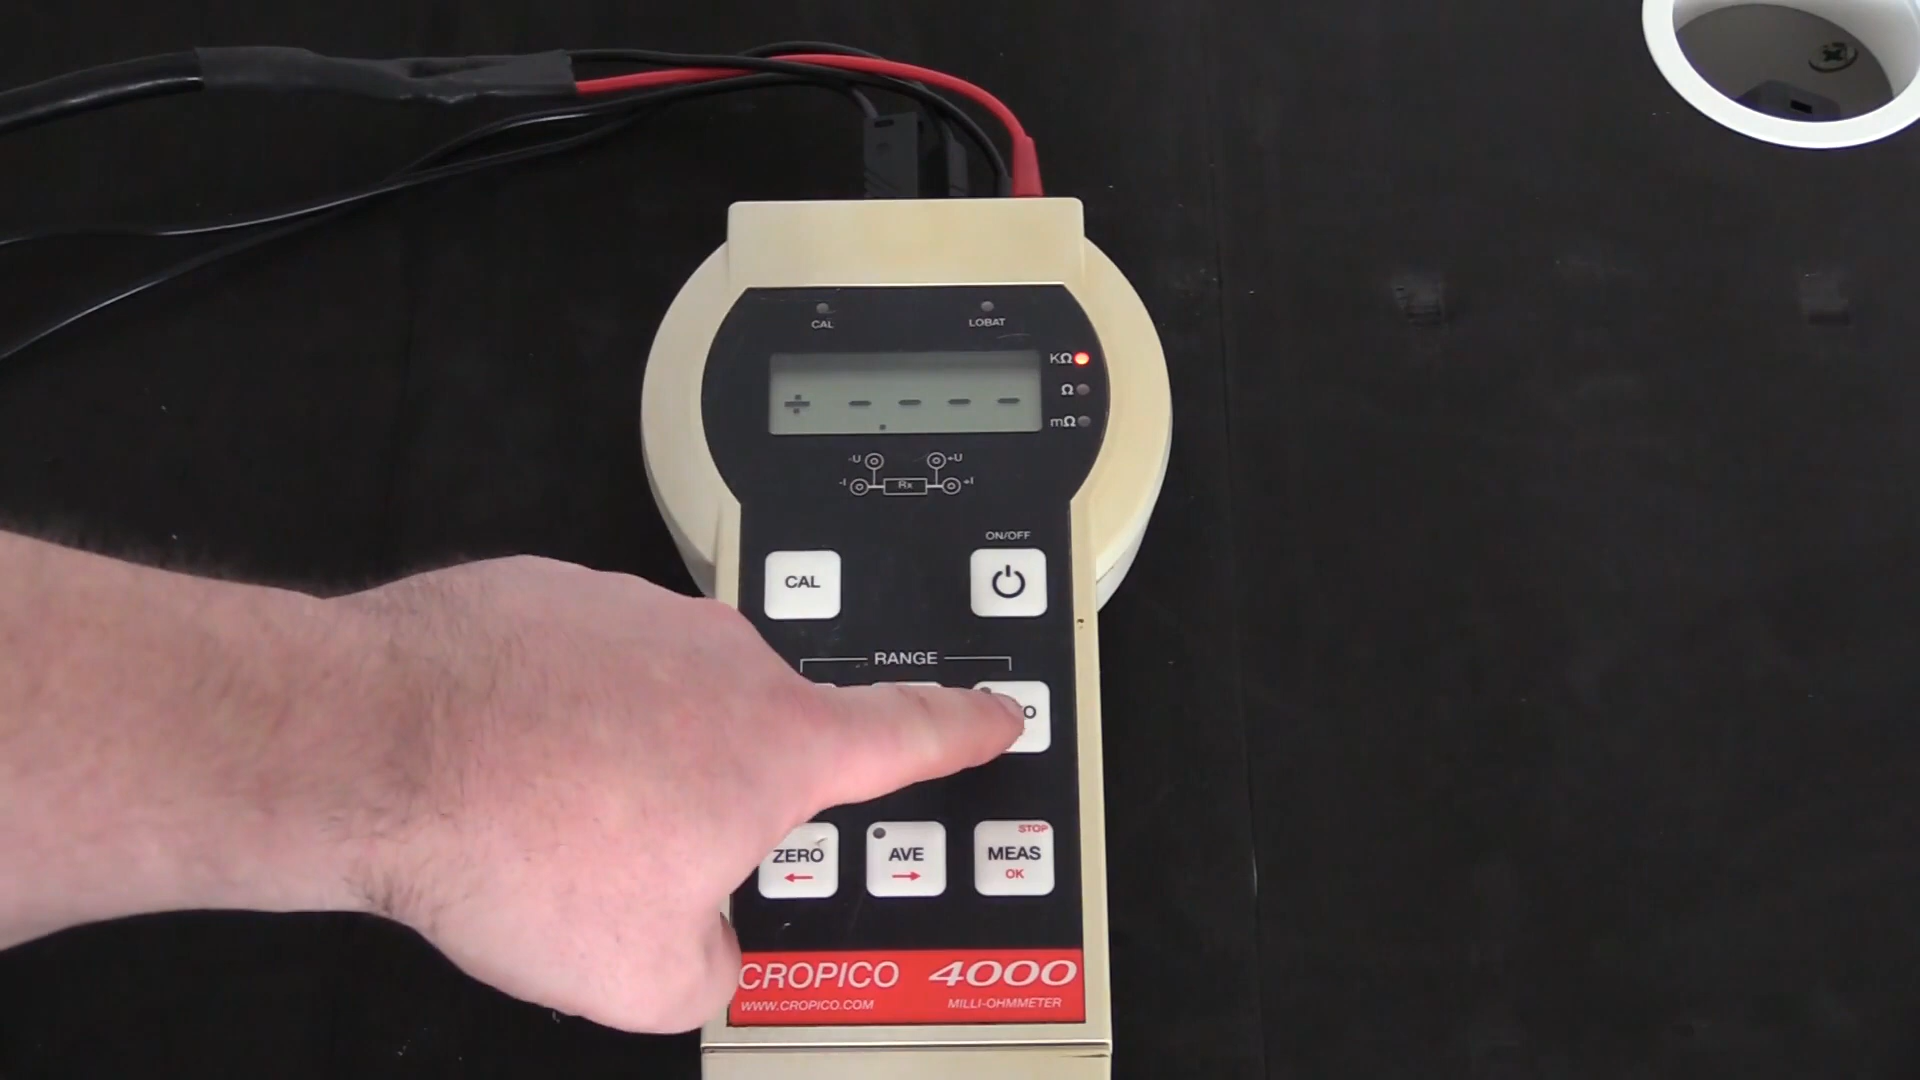 CAL LOBAT
KΩ
Ω
mΩ
÷ - . - - -
-U +U
-I Rx +I
ON/OFF
CAL
RANGE
ZERO AVE STOP
MEAS
OK
CROPICO 4000
WWW.CROPICO.COM MILLI-OHMMETER